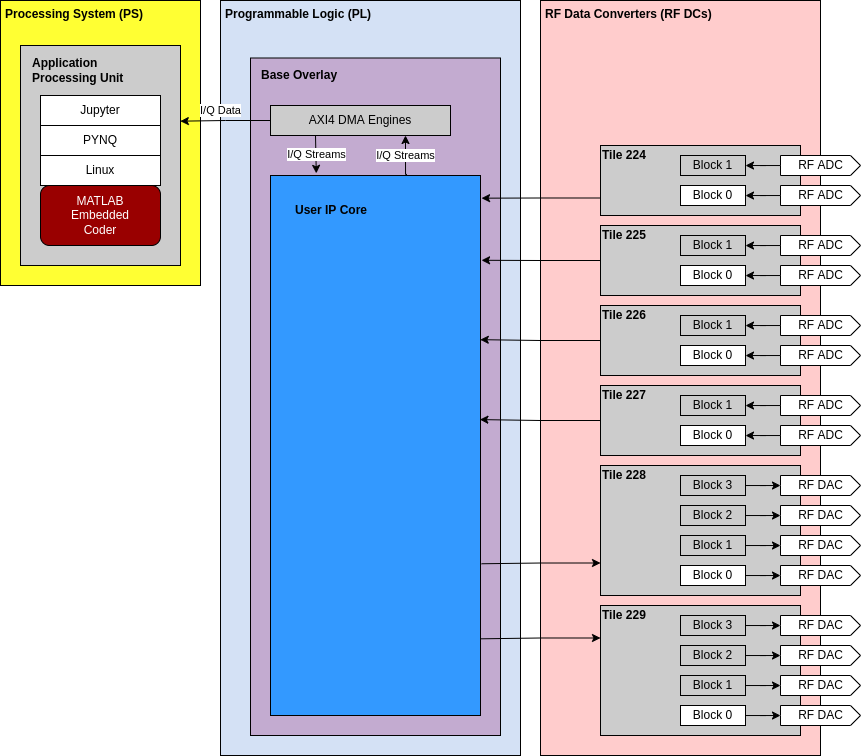 Processing System (PS)
Application
Processing Unit
Jupyter
PYNQ
Linux
MATLAB
Embedded
Coder
I/Q Data
Programmable Logic (PL)
Base Overlay
AXI4 DMA Engines
I/Q Streams
I/Q Streams
User IP Core
RF Data Converters (RF DCs)
Tile 224
Block 1
RF ADC
Block 0
RF ADC
Tile 225
Block 1
RF ADC
Block 0
RF ADC
Tile 226
Block 1
RF ADC
Block 0
RF ADC
Tile 227
Block 1
RF ADC
Block 0
RF ADC
Tile 228
Block 3
RF DAC
Block 2
RF DAC
Block 1
RF DAC
Block 0
RF DAC
Tile 229
Block 3
RF DAC
Block 2
RF DAC
Block 1
RF DAC
Block 0
RF DAC